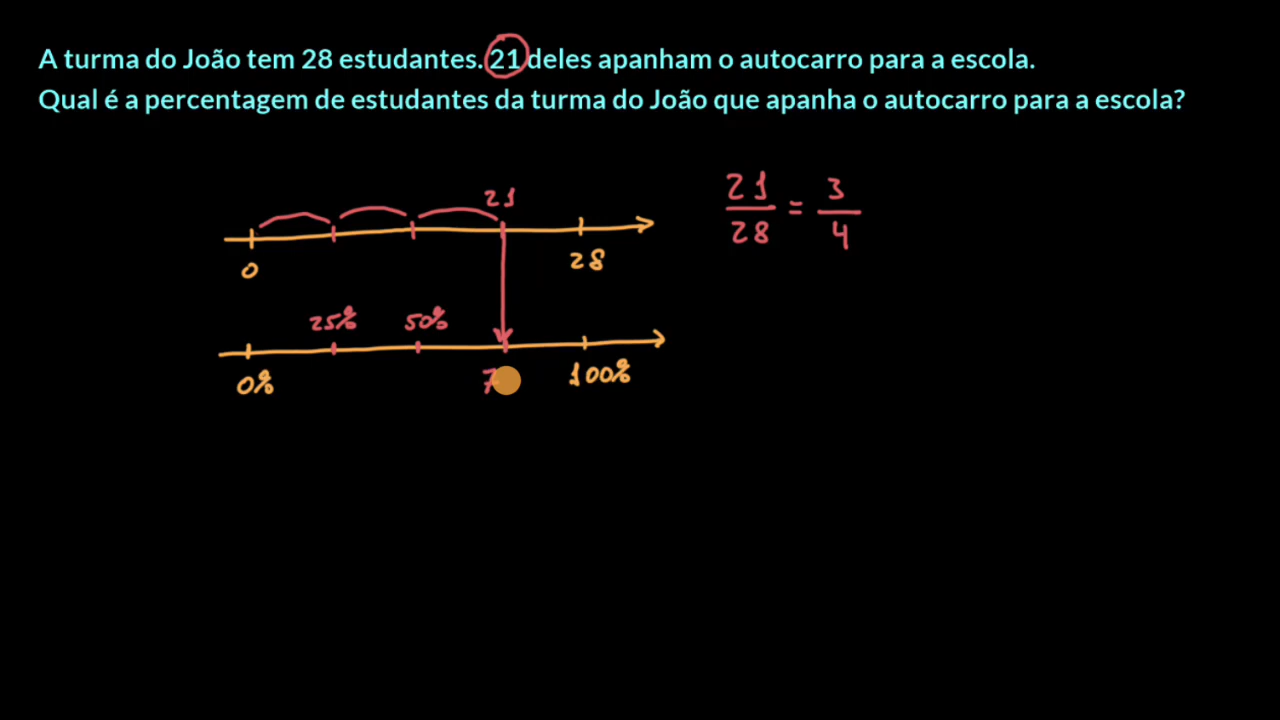 A turma do João tem 28 estudantes. 21 deles apanham o autocarro para a escola.
Qual é a percentagem de estudantes da turma do João que apanha o autocarro para a escola?
21
21/28 = 3/4
0 28
25% 50%
0% 7 100%